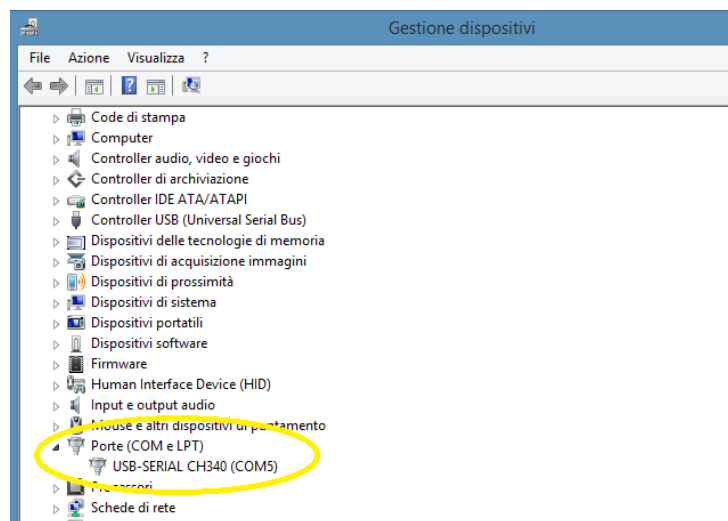 Gestione dispositivi
File Azione Visualizza ?
Code di stampa
Computer
Controller audio, video e giochi
Controller di archiviazione
Controller IDE ATA/ATAPI
Controller USB (Universal Serial Bus)
Dispositivi delle tecnologie di memoria
Dispositivi di acquisizione immagini
Dispositivi di prossimità
Dispositivi di sistema
Dispositivi portatili
Dispositivi software
Firmware
Human Interface Device (HID)
Input e output audio
Mouse e altri dispositivi di puntamento
Porte (COM e LPT)
USB-SERIAL CH340 (COM5)
Processori
Schede di rete